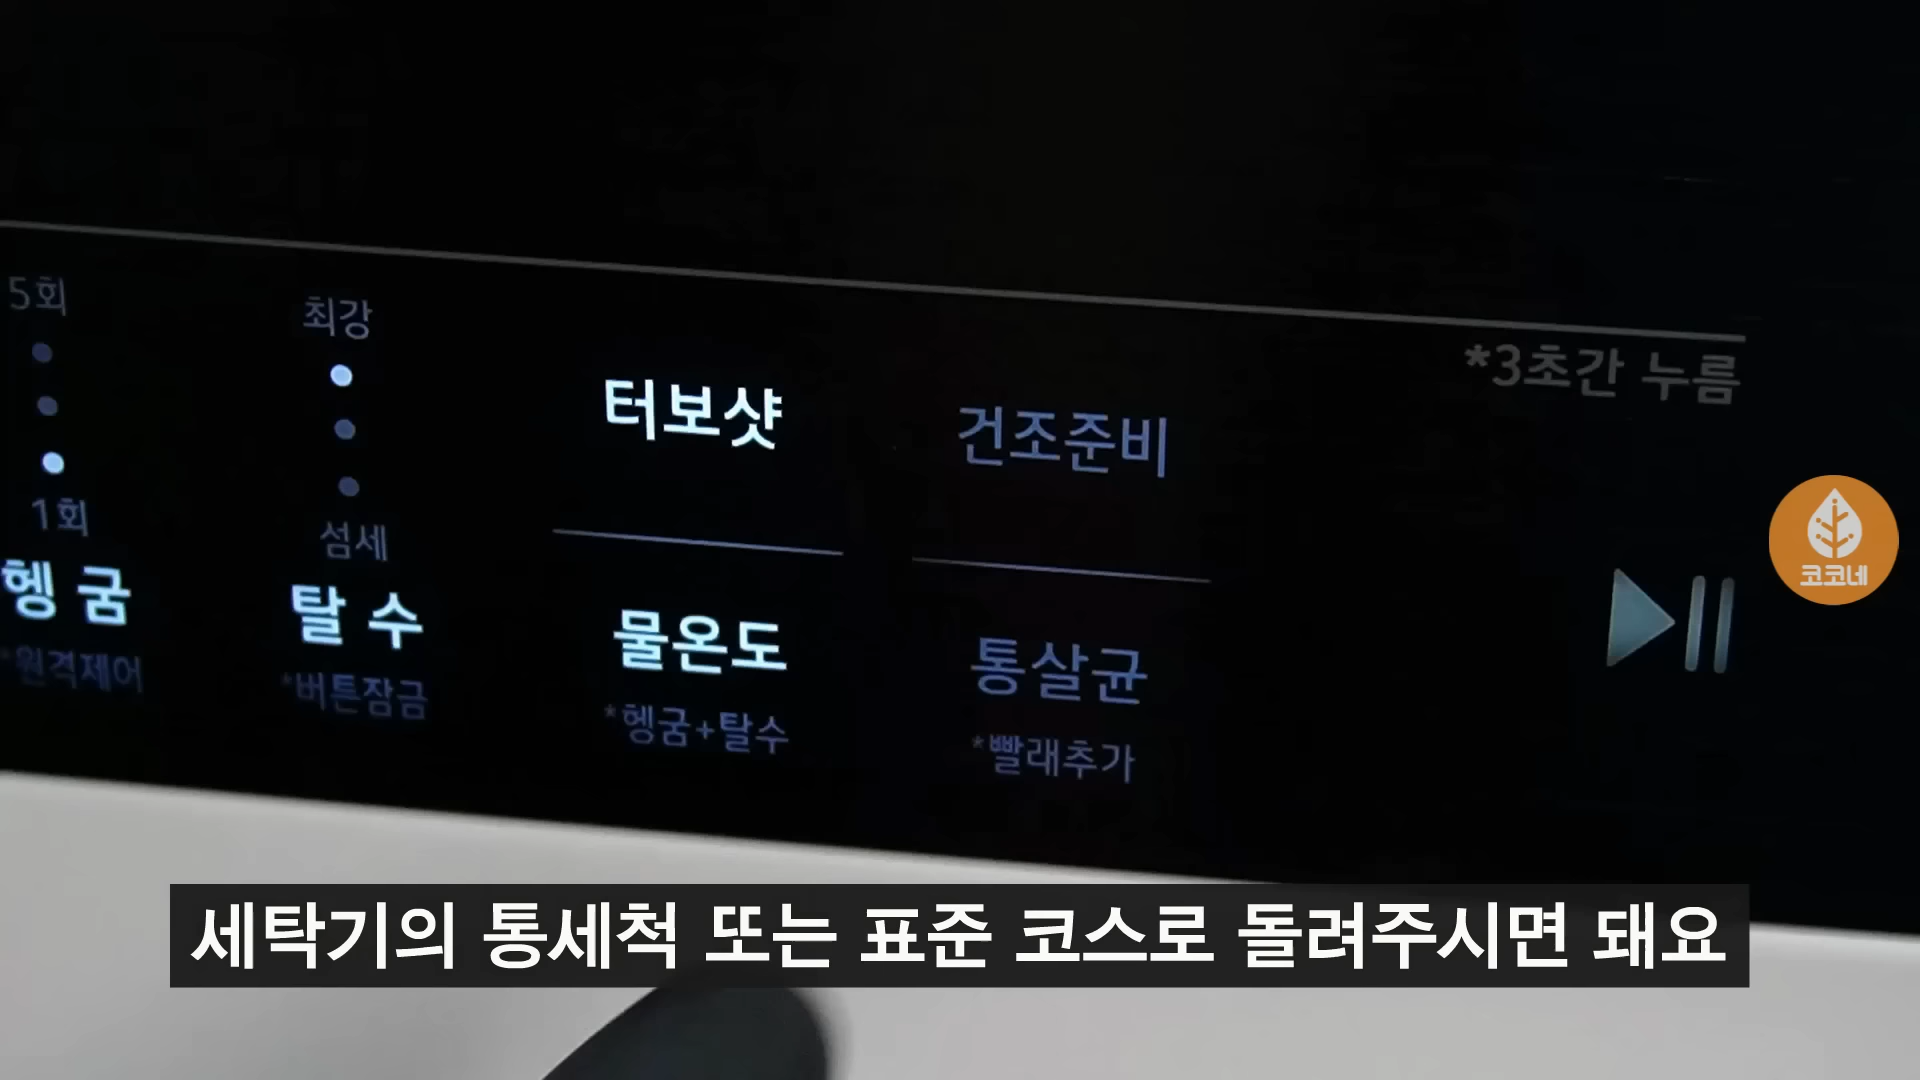 5회
최강
*3초간 누름
터보샷
건조준비
1회
섬세
헹굼
탈수
물온도
통살균
*원격제어
*버튼잠금
*헹굼+탈수
*빨래추가
코코네
세탁기의 통세척 또는 표준 코스로 돌려주시면 돼요